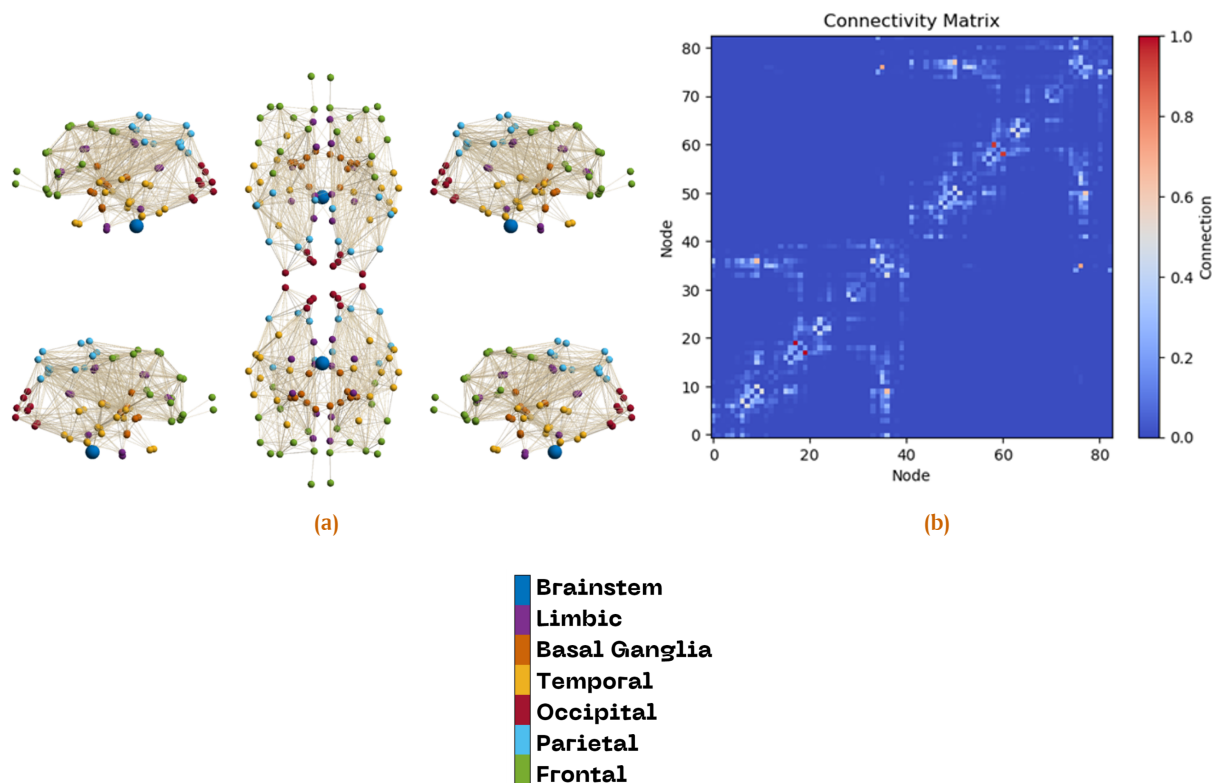 Connectivity Matrix
80
70
60
50
40
30
20
10
0
Node
0
20
40
60
80
Node
1.0
0.8
0.6
0.4
0.2
0.0
Connection
(a)
(b)
Brainstem
Limbic
Basal Ganglia
Temporal
Occipital
Parietal
Frontal